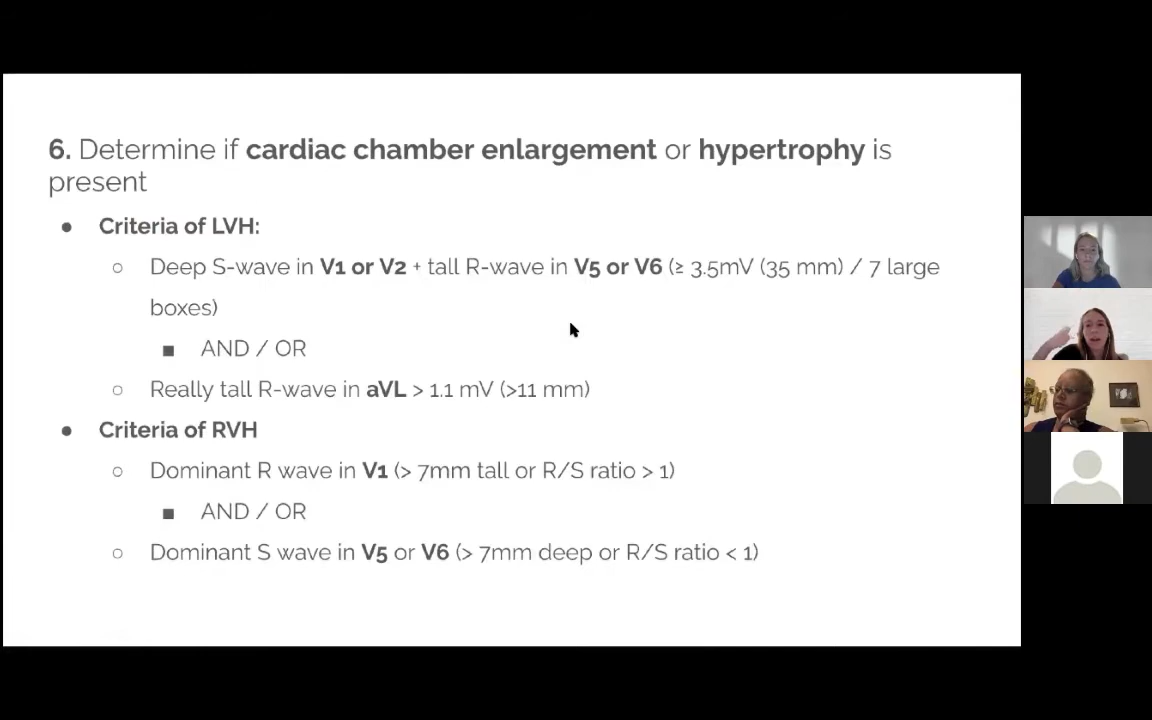 6. Determine if cardiac chamber enlargement or hypertrophy is
present
● Criteria of LVH:
○ Deep S-wave in V1 or V2 + tall R-wave in V5 or V6 (≥ 3.5mV (35 mm) / 7 large
boxes)
■ AND / OR
○ Really tall R-wave in aVL > 1.1 mV (>11 mm)
● Criteria of RVH
○ Dominant R wave in V1 (> 7mm tall or R/S ratio > 1)
■ AND / OR
○ Dominant S wave in V5 or V6 (> 7mm deep or R/S ratio < 1)